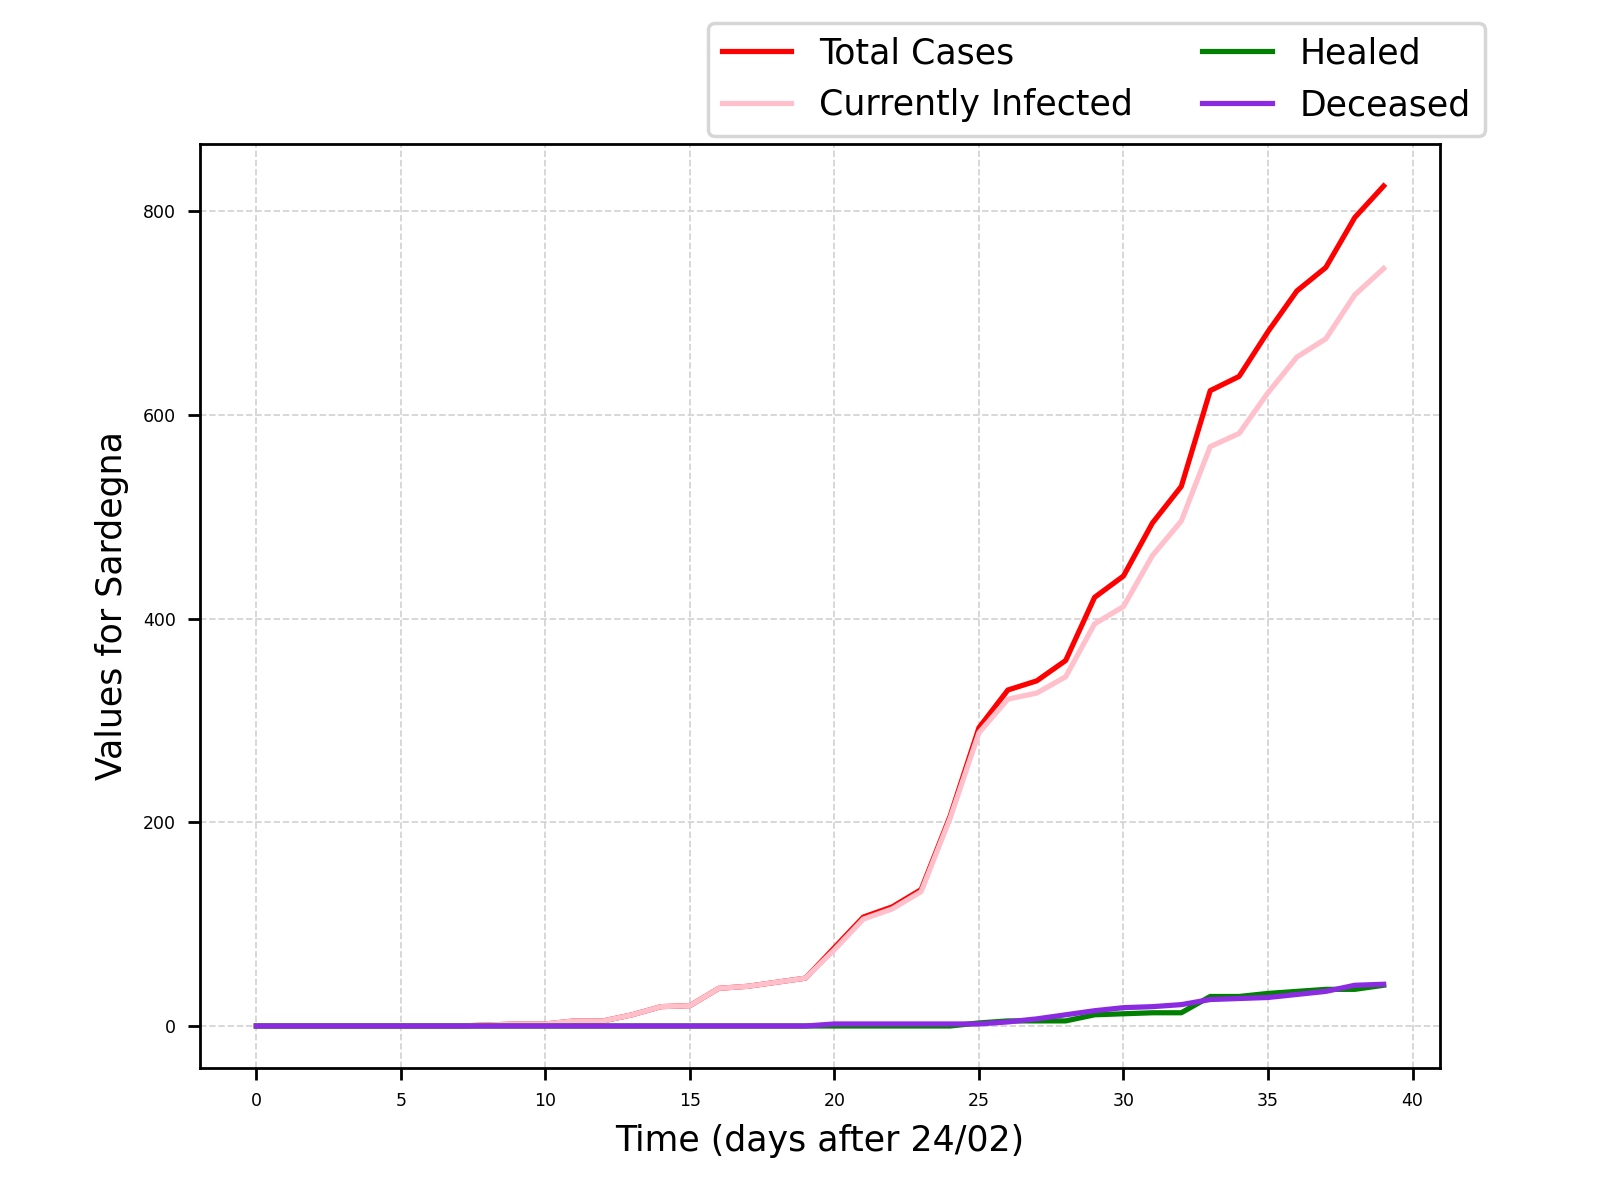 Total Cases
Currently Infected
Healed
Deceased
Values for Sardegna
800
600
400
200
0
0 5 10 15 20 25 30 35 40
Time (days after 24/02)